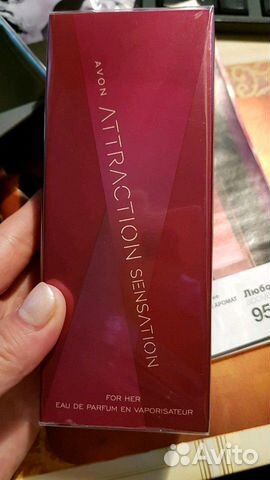 AVON
ATTRACTION SENSATION
FOR HER
EAU DE PARFUM EN VAPORISATEUR
АРОМАТ
Любо
95
Avito